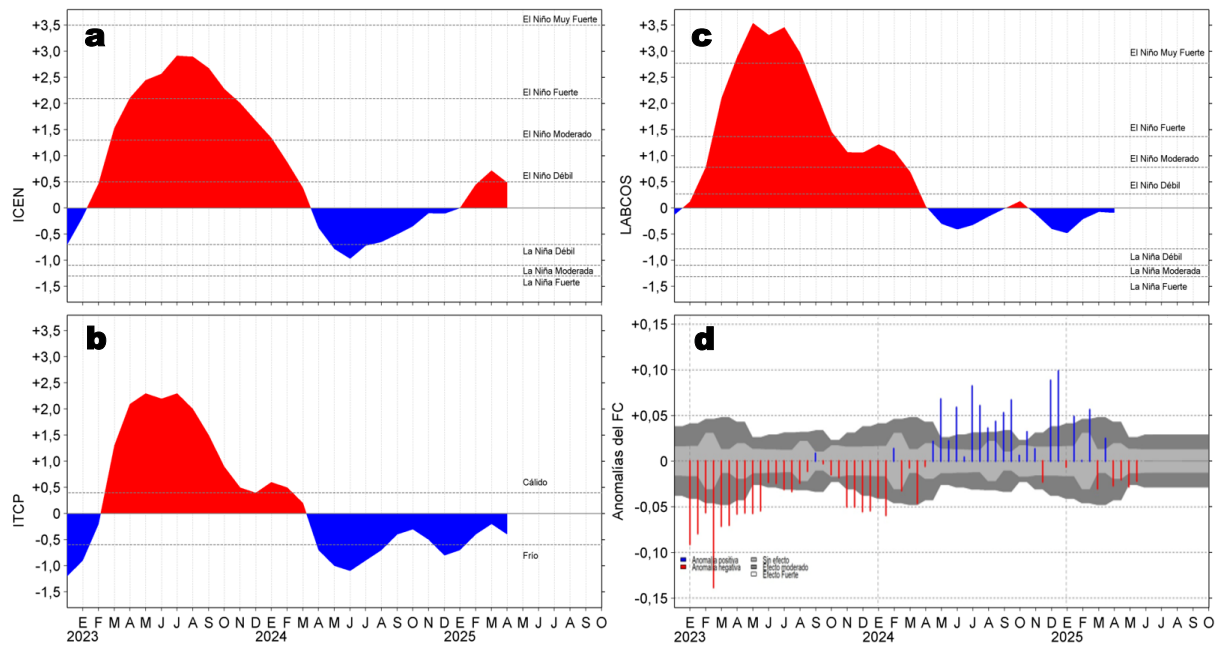 a
+3,5
+3,0
+2,5
+2,0
+1,5
+1,0
+0,5
0
-0,5
-1,0
-1,5
ICEN
El Niño Muy Fuerte
El Niño Fuerte
El Niño Moderado
El Niño Débil
La Niña Débil
La Niña Moderada
La Niña Fuerte
c
+3,5
+3,0
+2,5
+2,0
+1,5
+1,0
+0,5
0
-0,5
-1,0
-1,5
LABCOS
El Niño Muy Fuerte
El Niño Fuerte
El Niño Moderado
El Niño Débil
La Niña Débil
La Niña Moderada
La Niña Fuerte
b
+3,5
+3,0
+2,5
+2,0
+1,5
+1,0
+0,5
0
-0,5
-1,0
-1,5
ITCP
Cálido
Frío
E F M A M J J A S O N D E F M A M J J A S O N D E F M A M J J A S O
2023 2024 2025
d
+0,15
+0,10
+0,05
0
-0,05
-0,10
-0,15
Anomalías del FC
Anomalía positiva
Anomalía negativa
Sin efecto
Efecto moderado
Efecto Fuerte
E F M A M J J A S O N D E F M A M J J A S O N D E F M A M J J A S O
2023 2024 2025